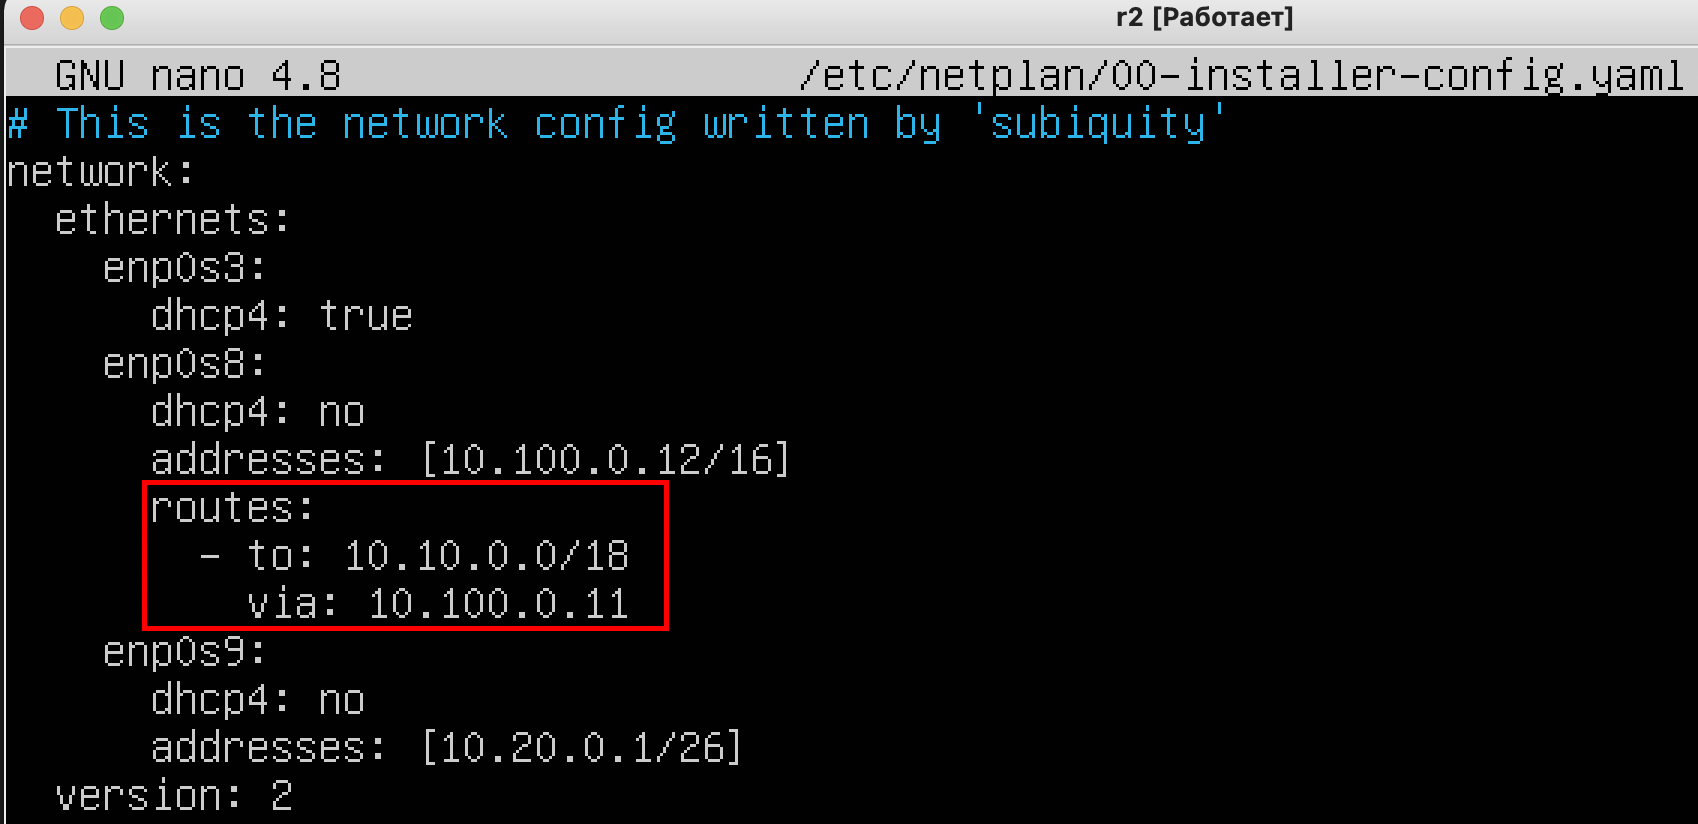 r2 [Работает]
GNU nano 4.8 /etc/netplan/00-installer-config.yaml
# This is the network config written by 'subiquity'
network:
  ethernets:
    enp0s3:
      dhcp4: true
    enp0s8:
      dhcp4: no
      addresses: [10.100.0.12/16]
      routes:
        - to: 10.10.0.0/18
          via: 10.100.0.11
    enp0s9:
      dhcp4: no
      addresses: [10.20.0.1/26]
  version: 2